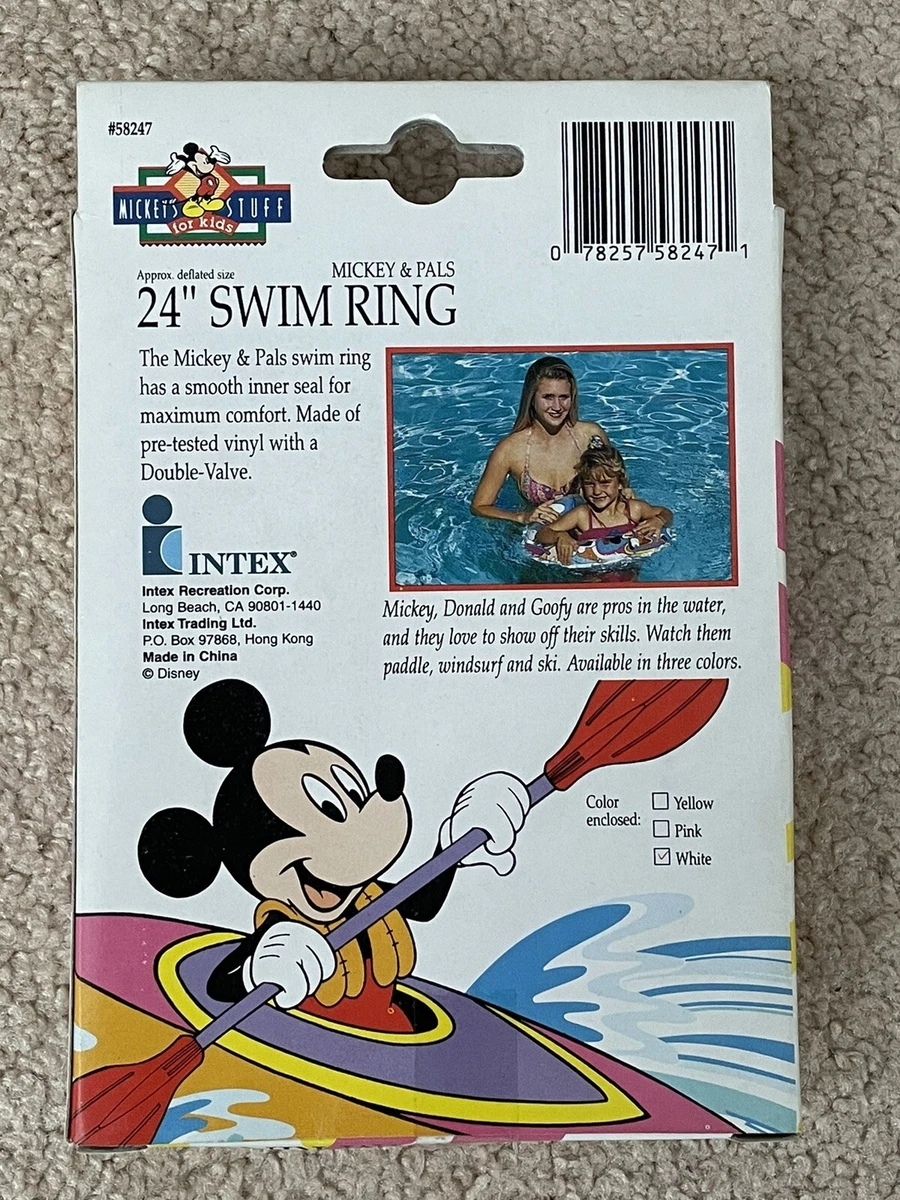 #58247
MICKEY'S STUFF
for kids
0 78257 58247 1
Approx. deflated size
MICKEY & PALS
24" SWIM RING
The Mickey & Pals swim ring
has a smooth inner seal for
maximum comfort. Made of
pre-tested vinyl with a
Double-Valve.
INTEX®
Intex Recreation Corp.
Long Beach, CA 90801-1440
Intex Trading Ltd.
P.O. Box 97868, Hong Kong
Made in China
© Disney
Mickey, Donald and Goofy are pros in the water,
and they love to show off their skills. Watch them
paddle, windsurf and ski. Available in three colors.
Color
enclosed:
Yellow
Pink
White